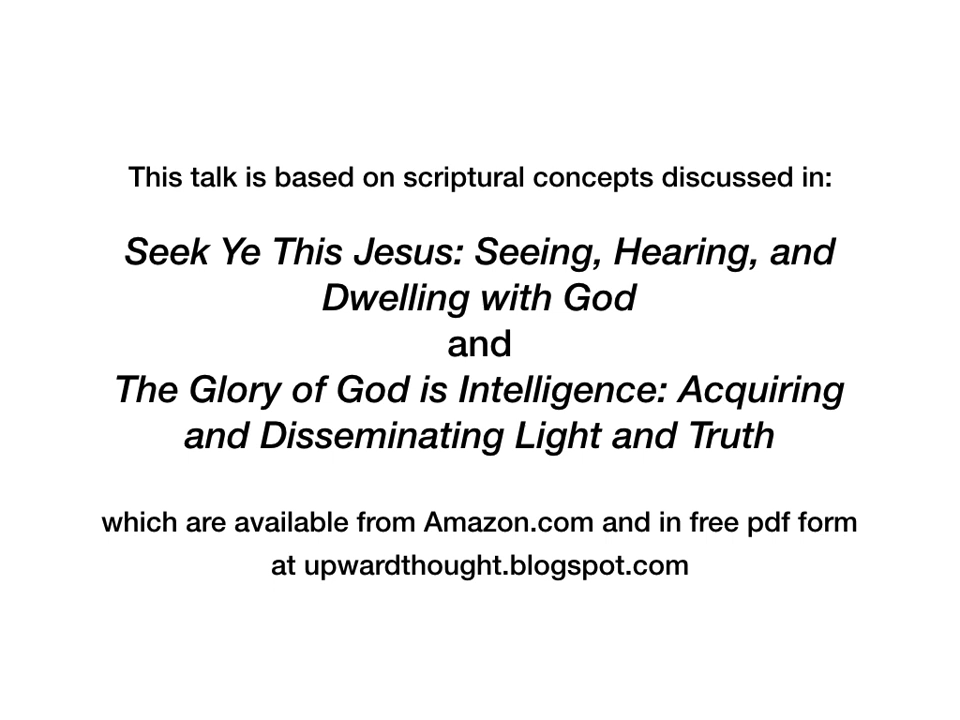 This talk is based on scriptural concepts discussed in:
Seek Ye This Jesus: Seeing, Hearing, and
Dwelling with God
and
The Glory of God is Intelligence: Acquiring
and Disseminating Light and Truth
which are available from Amazon.com and in free pdf form
at upwardthought.blogspot.com